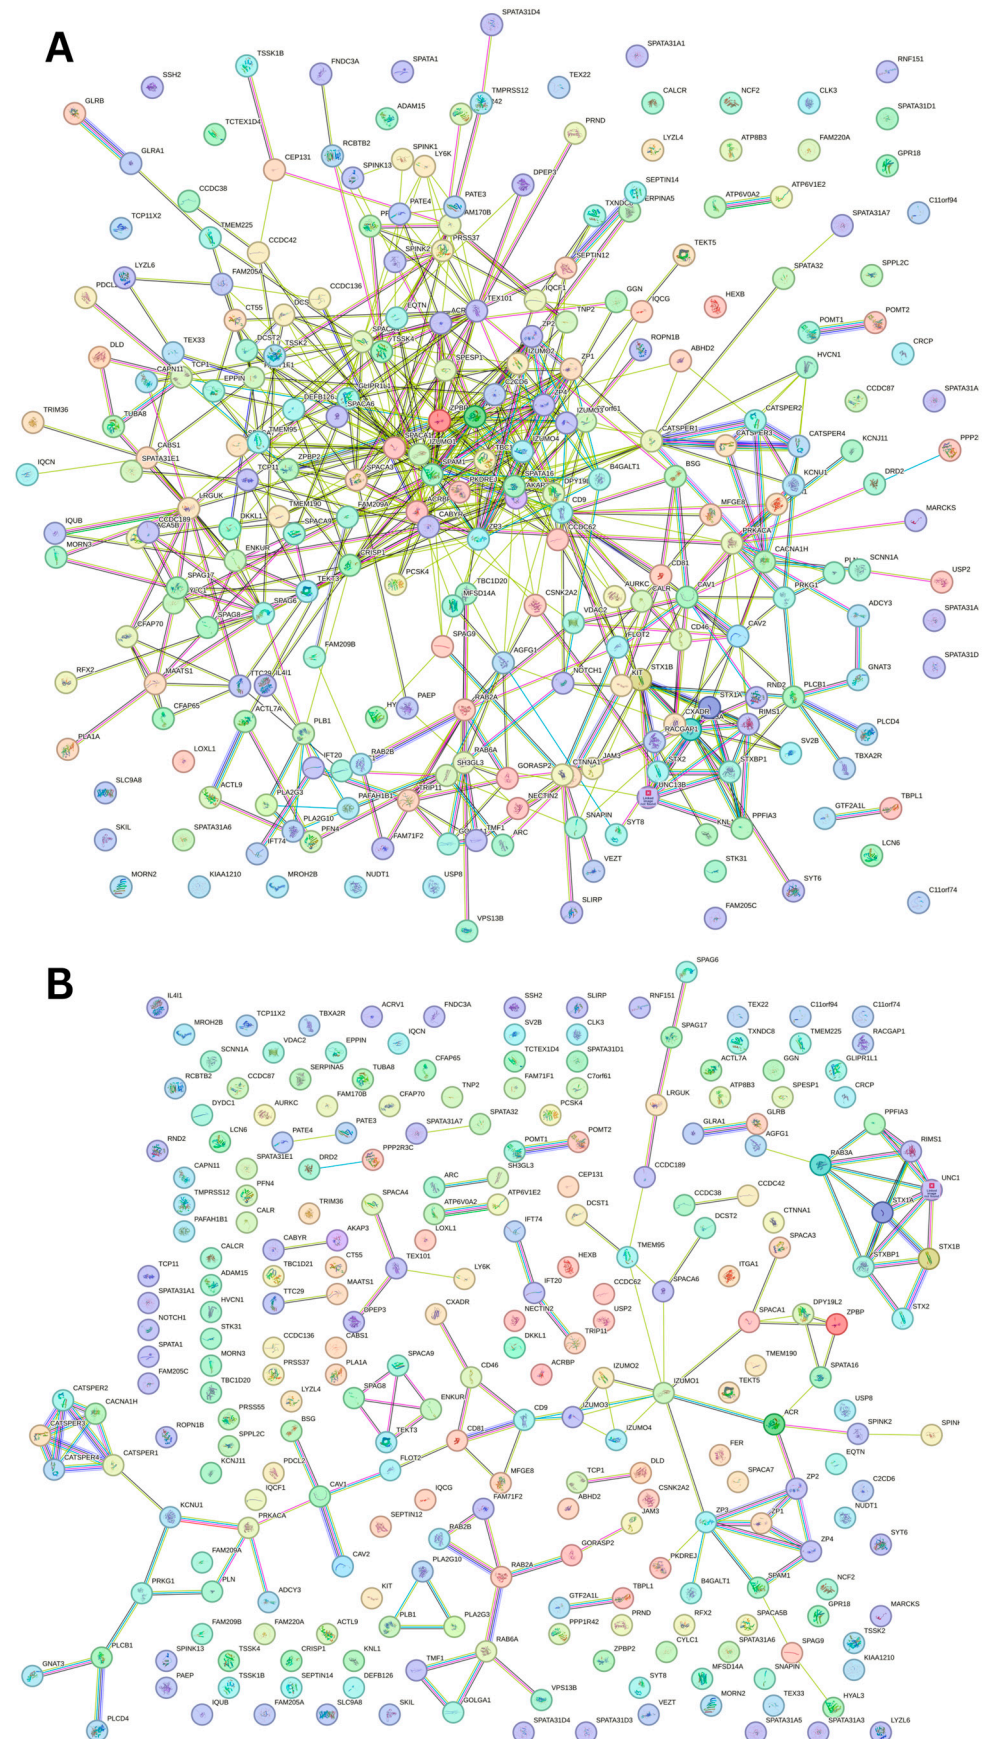 A
SPATA31D4
SPATA31A1
TSSK1B
FNDC3A
SPATA1
RNF151
SSH2
TEX22
TMPRSS12
CALCR
NCF2
CLK3
GLRB
ADAM15
SPATA31D1
TCTEX1D4
PRND
LYZL4
ATP8B3
FAM220A
GLRA1
RCBTB2
SPINK1
LY6K
SPINK13
GPR18
CEP131
DPEP3
SEPTIN14
ATP6V0A2
ATP6V1E2
CCDC38
PATE4
PATE3
TXNDC8
C11orf94
TCP11X2
TMEM225
FAM170B
SPATA31A7
PRSS37
CCDC42
SPINK2
SEPTIN12
TEKT5
LYZL6
SPATA32
SPPL2C
FAM205A
CCDC136
IQCF1
GGN
IQCG
HEXB
CT55
EQTN
TEX101
TNP2
POMT1
POMT2
DCST2
TSSK2
TSSK4
ROPN1B
ABHD2
CRCP
DLD
TEX33
TCP1
SPESP1
IZUMO2
ZP1
HVCN1
CAPN11
EPPIN
GLIPR1L1
C2CD6
ZP4
CCDC87
SPATA31A
TRIM36
TUBA8
DEFB126
SPACA6
IZUMO3
CATSPER1
CATSPER2
CATSPER3
CATSPER4
CABS1
TMEM95
IZUMO1
IZUMO4
KCNJ11
PPP2
IQCN
SPATA31E1
ZPBP2
SPAM1
SPATA16
B4GALT1
BSG
KCNU1
DRD2
TCP11
SPACA3
PKDREJ
DPY19L
LRGUK
TMEM190
FAM209A
ACRBP
AKAP
CD9
MFGE8
MARCKS
IQUB
CCDC189
DKKL1
SPACA9
CABYR
ZP3
CCDC62
PRKACA
MORN3
ENKUR
CRISP1
CD81
CACNA1H
SCNN1A
USP2
SPAG17
TEKT3
PCSK4
TBC1D20
MFSD14A
CSNK2A2
AURKC
CALR
CAV1
PRKG1
SPAG8
SPAG6
VDAC2
ADCY3
SPATA31A
CFAP70
FAM209B
SPAG9
AGFG1
FLOT2
CD46
CAV2
RFX2
MAATS1
TTC29
IL4I1
NOTCH1
KIT
STX1B
GNAT3
SPATA31D
CFAP65
ACTL7A
PAEP
RAB2A
STX1A
RND2
PLCB1
PLA1A
PLB1
CXADR
RIMS1
PLCD4
LOXL1
IFT20
RAB2B
RAB6A
RACGAP1
SV2B
TBXA2R
SLC9A8
ACTL9
PLA2G3
PAFAH1B1
SH3GL3
GORASP2
CTNNA1
JAM3
STX2
STXBP1
UNC13B
PLA2G10
TRIP11
NECTIN2
GTF2A1L
TBPL1
SKIL
SPATA31A6
IFT74
PFN4
FAM71F2
TMF1
ARC
SNAPIN
SYT8
PPFIA3
LCN6
MORN2
KIAA1210
MROH2B
NUDT1
USP8
VEZT
STK31
SYT6
SLIRP
FAM205C
C11orf74
VPS13B
B
SPAG6
IL4I1
ACRV1
FNDC3A
SSH2
SLIRP
RNF151
TEX22
C11orf94
C11orf74
MROH2B
TCP11X2
TBXA2R
IQCN
SV2B
CLK3
SPAG17
TXNDC8
TMEM225
RACGAP1
SCNN1A
VDAC2
EPPIN
CFAP65
TCTEX1D4
SPATA31D1
ACTL7A
GGN
GLIPR1L1
RCBTB2
CCDC87
SERPINA5
TUBA8
TNP2
FAM71F1
C7orf61
ATP8B3
SPESP1
CRCP
DYDC1
AURKC
FAM170B
CFAP70
PCSK4
LRGUK
GLRA1
GLRB
PPFIA3
RND2
LCN6
PATE4
PATE3
SPATA31A7
SPATA32
POMT1
POMT2
AGFG1
RAB3A
RIMS1
CAPN11
SPATA31E1
DRD2
PPP2R3C
ARC
SH3GL3
CEP131
CCDC189
UNC1
TMPRSS12
PFN4
TRIM36
SPACA4
ATP6V0A2
ATP6V1E2
DCST1
CCDC38
CCDC42
STX1A
PAFAH1B1
CALR
CABYR
AKAP3
LOXL1
IFT74
DCST2
CTNNA1
CALCR
TBC1D21
CT55
TEX101
LY6K
HEXB
TMEM95
SPACA3
STXBP1
STX1B
TCP11
ADAM15
TTC29
MAATS1
DPEP3
IFT20
CCDC62
SPACA6
ITGA1
SPATA31A1
HVCN1
CXADR
NECTIN2
USP2
SPACA1
DPY19L2
ZPBP
STX2
NOTCH1
STK31
CCDC136
CABS1
DKKL1
TRIP11
SPATA1
MORN3
PRSS37
PLA1A
SPACA9
CD46
ACRBP
IZUMO2
TMEM190
SPATA16
FAM205C
TBC1D20
LYZL4
SPAG8
ENKUR
IZUMO1
TEKT5
CATSPER2
CACNA1H
PRSS55
CD9
IZUMO3
ACR
USP8
CATSPER3
ROPN1B
SPPL2C
BSG
TEKT3
CD81
IZUMO4
SPINK2
CATSPER4
CATSPER1
KCNJ11
PDCL2
FLOT2
MFGE8
TCP1
DLD
FER
SPACA7
EQTN
KCNU1
IQCF1
CAV1
IQCG
FAM71F2
ABHD2
CSNK2A2
ZP2
C2CD6
PRKACA
SEPTIN12
RAB2B
JAM3
ZP3
ZP1
NUDT1
FAM209A
CAV2
PLA2G10
RAB2A
GORASP2
PKDREJ
ZP4
SYT6
PRKG1
PLN
ADCY3
KIT
B4GALT1
SPAM1
NCF2
FAM209B
FAM220A
ACTL9
PLB1
PLA2G3
GTF2A1L
TBPL1
GPR18
MARCKS
PLCB1
PPP1R42
PRND
RFX2
SPACA5B
TSSK2
GNAT3
SPINK13
TSSK4
CRISP1
KNL1
RAB6A
ZPBP2
CYLC1
SPATA31A6
SPAG9
KIAA1210
PAEP
TSSK1B
SEPTIN14
DEFB126
TMF1
SYT8
MFSD14A
SNAPIN
PLCD4
IQUB
FAM205A
SLC9A8
SKIL
GOLGA1
VPS13B
VEZT
MORN2
TEX33
HYAL3
SPATA31D4
SPATA31D3
SPATA31A5
SPATA31A3
LYZL6